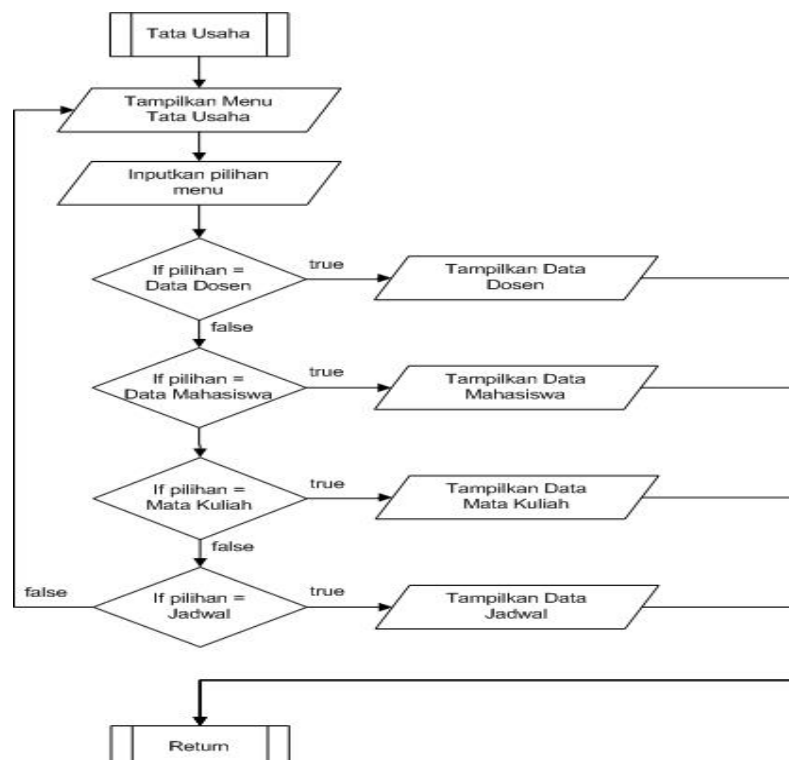 Tata Usaha
Tampilkan Menu
Tata Usaha
Inputkan pilihan
menu
If pilihan =
Data Dosen
true
Tampilkan Data
Dosen
false
If pilihan =
Data Mahasiswa
true
Tampilkan Data
Mahasiswa
If pilihan =
Mata Kuliah
true
Tampilkan Data
Mata Kuliah
false
false
If pilihan =
Jadwal
true
Tampilkan Data
Jadwal
Return